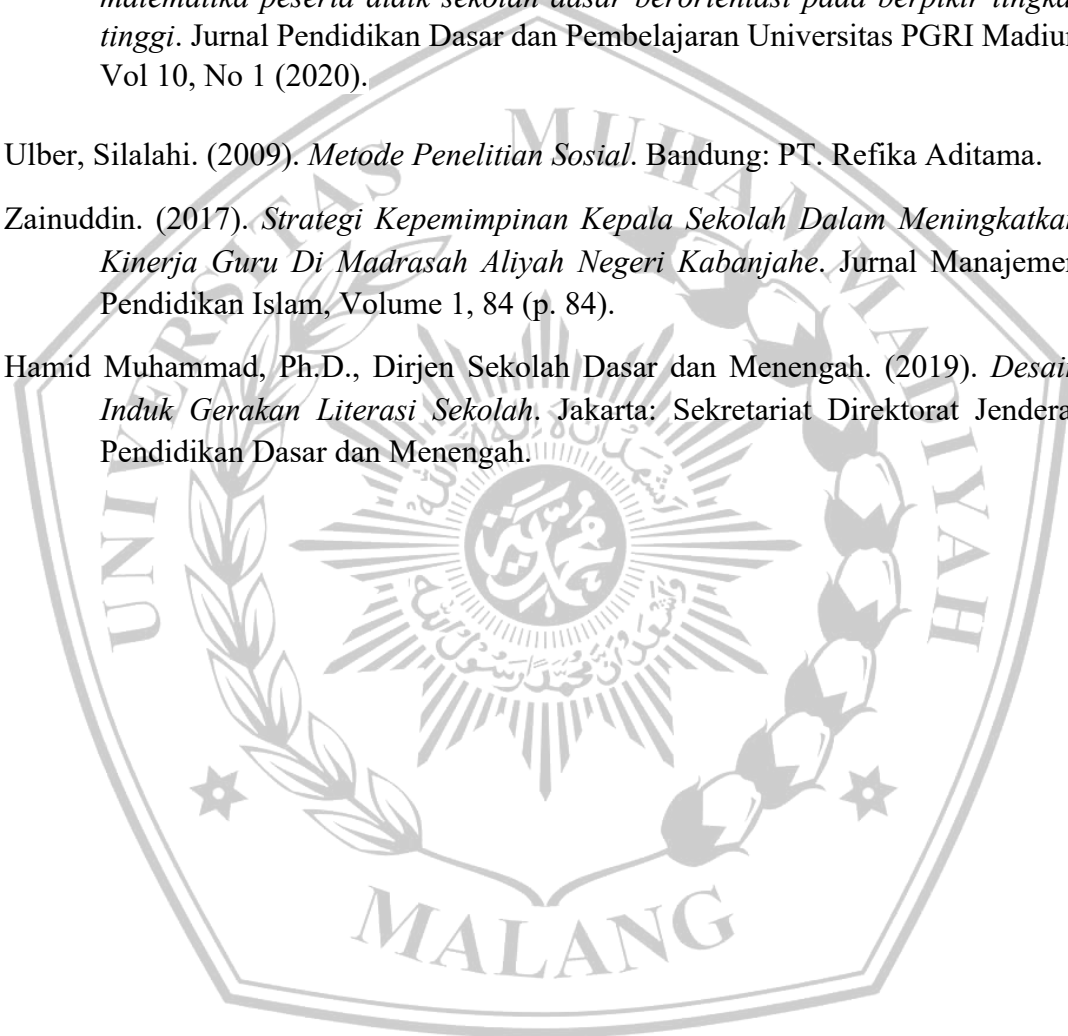 matematika peserta didik sekolah dasar berorientasi pada berpikir tingka
tinggi. Jurnal Pendidikan Dasar dan Pembelajaran Universitas PGRI Madiun
Vol 10, No 1 (2020).
Ulber, Silalahi. (2009). Metode Penelitian Sosial. Bandung: PT. Refika Aditama.
Zainuddin. (2017). Strategi Kepemimpinan Kepala Sekolah Dalam Meningkatkan
Kinerja Guru Di Madrasah Aliyah Negeri Kabanjahe. Jurnal Manajemen
Pendidikan Islam, Volume 1, 84 (p. 84).
Hamid Muhammad, Ph.D., Dirjen Sekolah Dasar dan Menengah. (2019). Desain
Induk Gerakan Literasi Sekolah. Jakarta: Sekretariat Direktorat Jendera
Pendidikan Dasar dan Menengah.
UNIVERSITAS MUHAMMADIYAH
MALANG